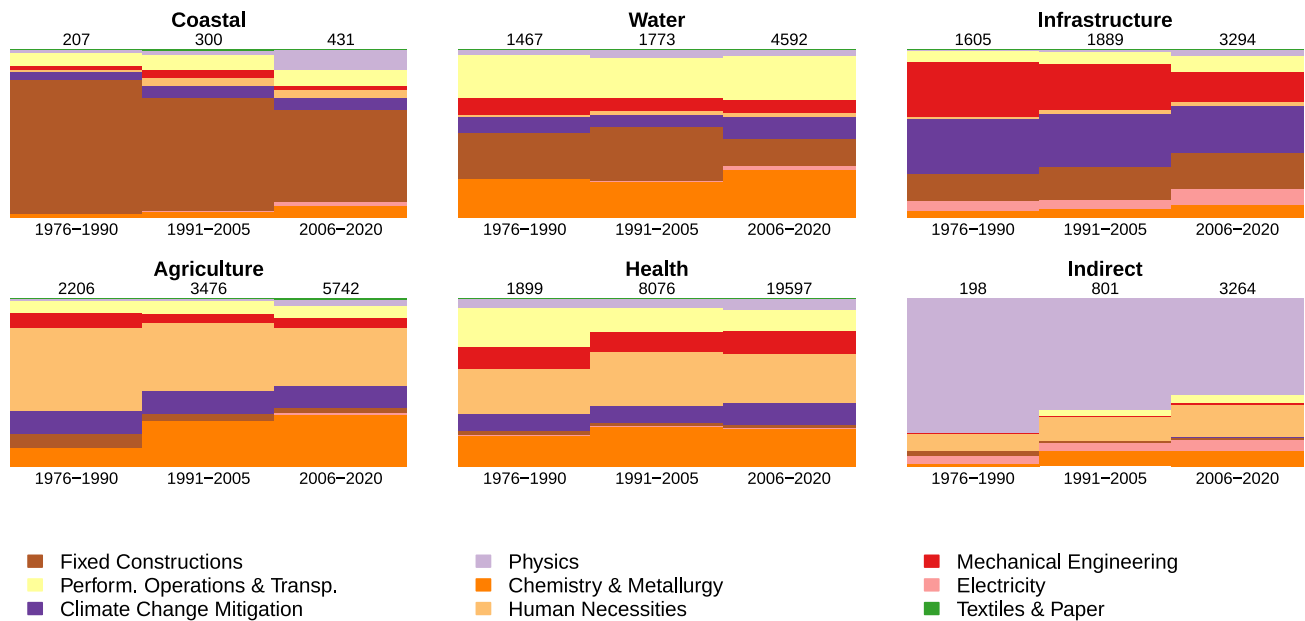 Coastal
207 300 431
1976−1990 1991−2005 2006−2020
Water
1467 1773 4592
1976−1990 1991−2005 2006−2020
Infrastructure
1605 1889 3294
1976−1990 1991−2005 2006−2020
Agriculture
2206 3476 5742
1976−1990 1991−2005 2006−2020
Health
1899 8076 19597
1976−1990 1991−2005 2006−2020
Indirect
198 801 3264
1976−1990 1991−2005 2006−2020
Fixed Constructions
Perform. Operations & Transp.
Climate Change Mitigation
Physics
Chemistry & Metallurgy
Human Necessities
Mechanical Engineering
Electricity
Textiles & Paper